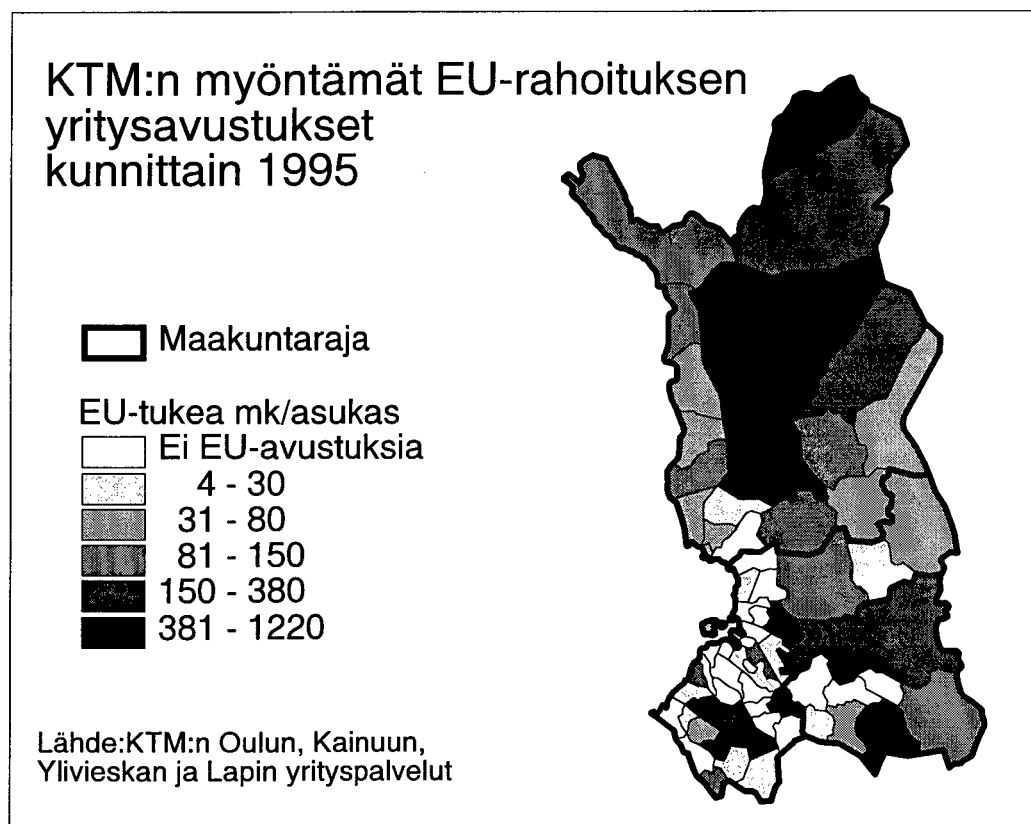 KTM:n myöntämät EU-rahoituksen
yritysavustukset
kunnittain 1995
Maakuntaraja
EU-tukea mk/asukas
Ei EU-avustuksia
4 - 30
31 - 80
81 - 150
150 - 380
381 - 1220
Lähde:KTM:n Oulun, Kainuun,
Ylivieskan ja Lapin yrityspalvelut